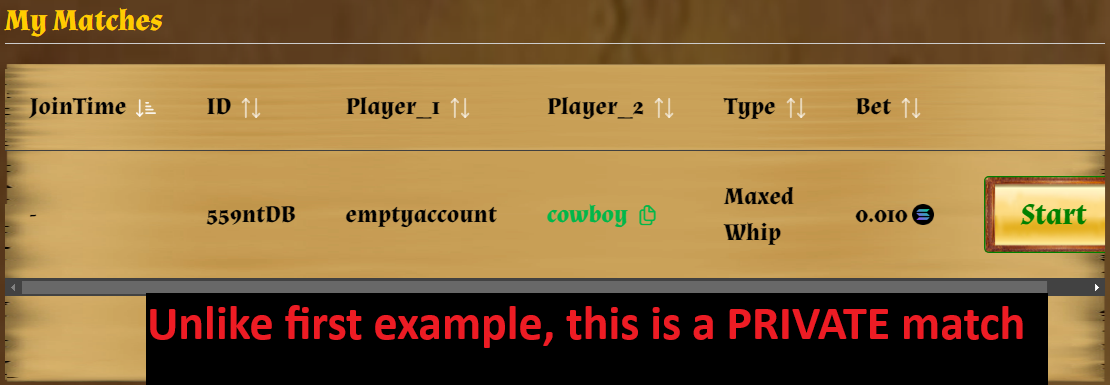 My Matches
JoinTime ID Player_1 Player_2 Type Bet
- 559ntDB emptyaccount cowboy Maxed Whip 0.010 Start
Unlike first example, this is a PRIVATE match